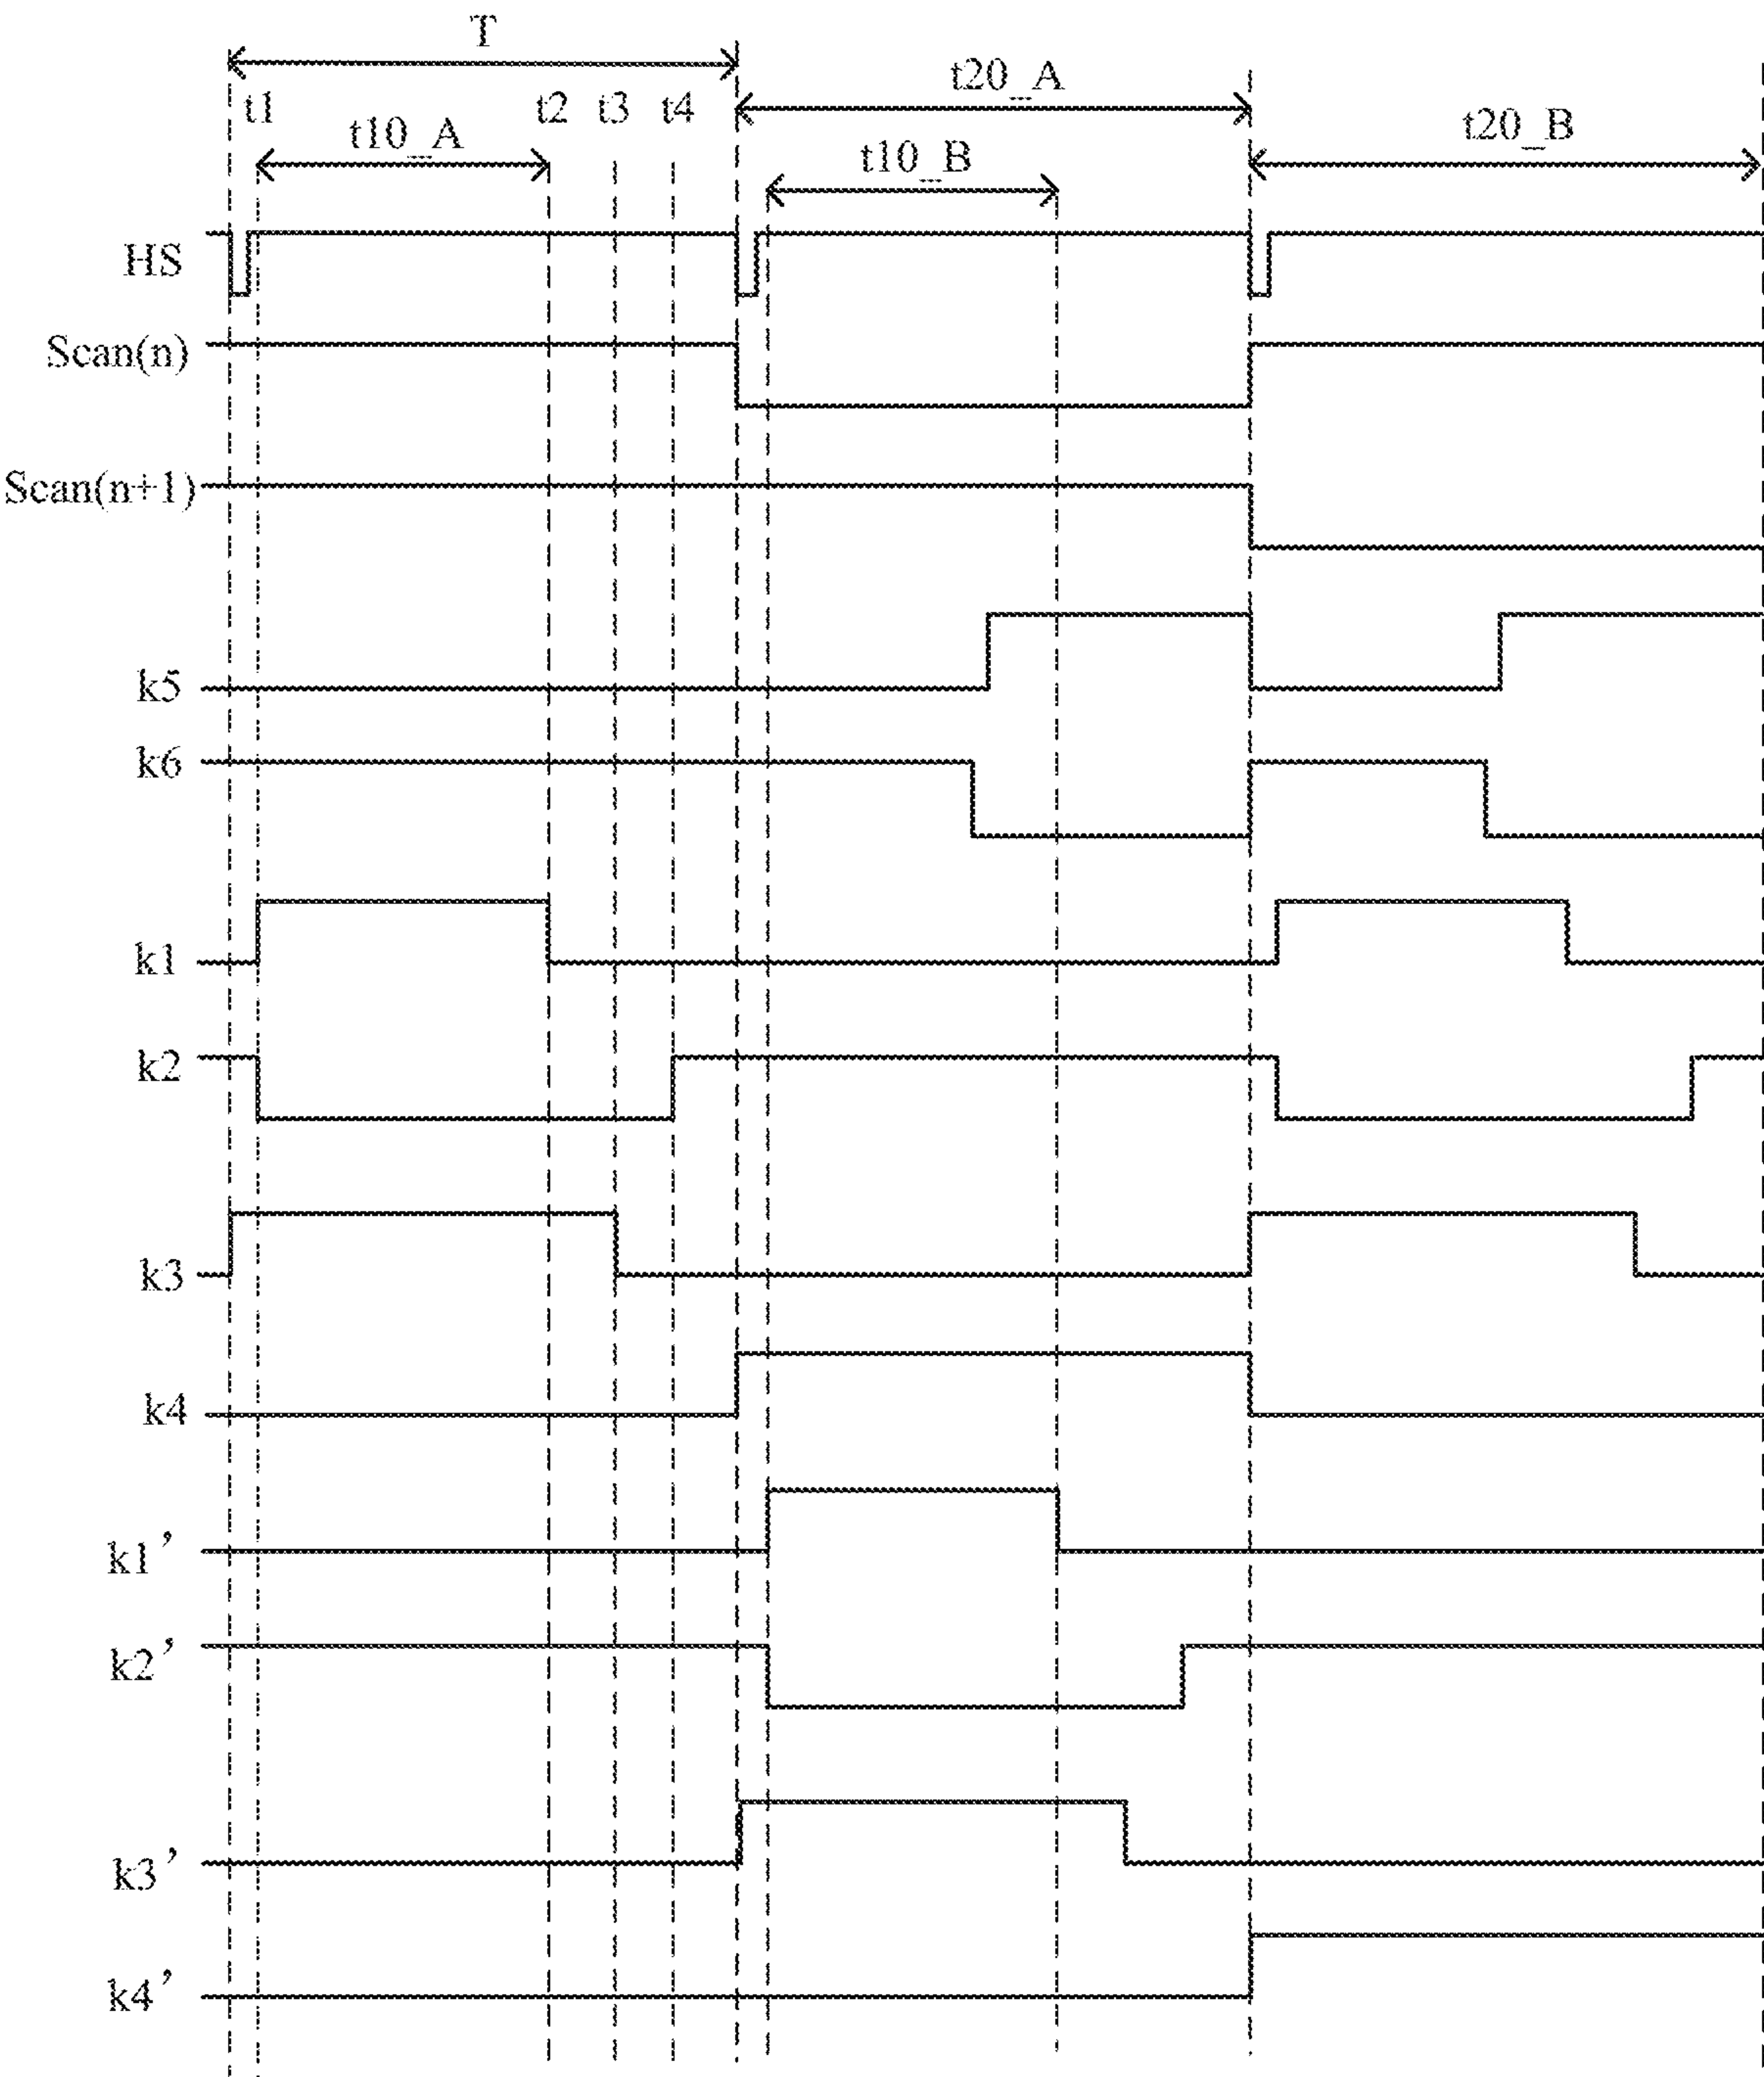 T
t20_A
t1
t2
t3
t4
t10_A
t20_B
t10_B
HS
Scan(n)
Scan(n+1)
k5
k6
k1
k2
k3
k4
k1’
k2’
k3’
k4’